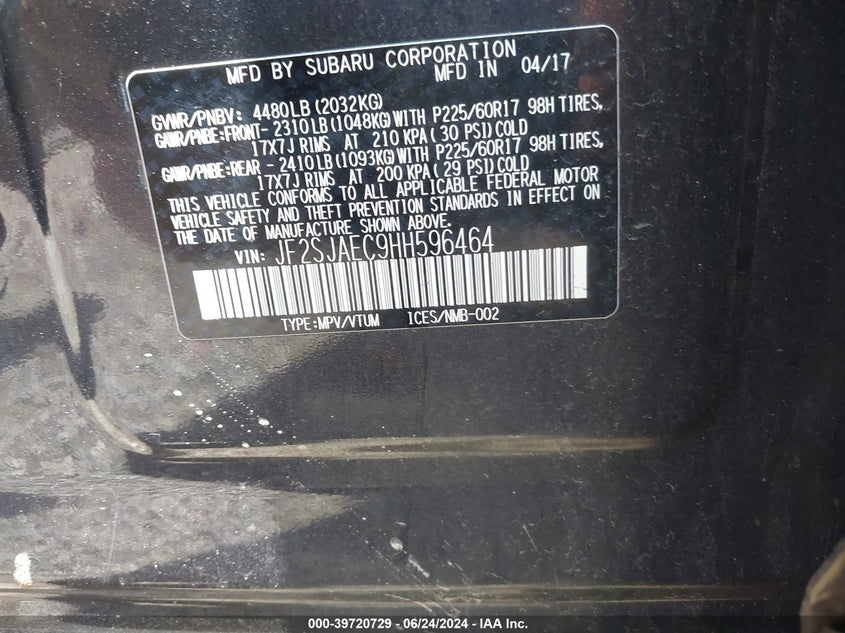 MFD BY SUBARU CORPORATION
MFD IN 04/17
GVWR/PNBV: 4480LB(2032KG)
GAWR/PNBE:FRONT- 2310LB(1048KG)WITH P225/60R17 98H TIRES,
17X7J RIMS AT 210 KPA(30 PSI)COLD
GAWR/PNBE:REAR - 2410LB(1093KG)WITH P225/60R17 98H TIRES,
17X7J RIMS AT 200 KPA(29 PSI)COLD
THIS VEHICLE CONFORMS TO ALL APPLICABLE FEDERAL MOTOR
VEHICLE SAFETY AND THEFT PREVENTION STANDARDS IN EFFECT ON
THE DATE OF MANUFACTURE SHOWN ABOVE.
VIN: JF2SJAEC9HH596464
TYPE:MPV/VTUM ICES/NMB-002
000-39720729 - 06/24/2024 - IAA Inc.